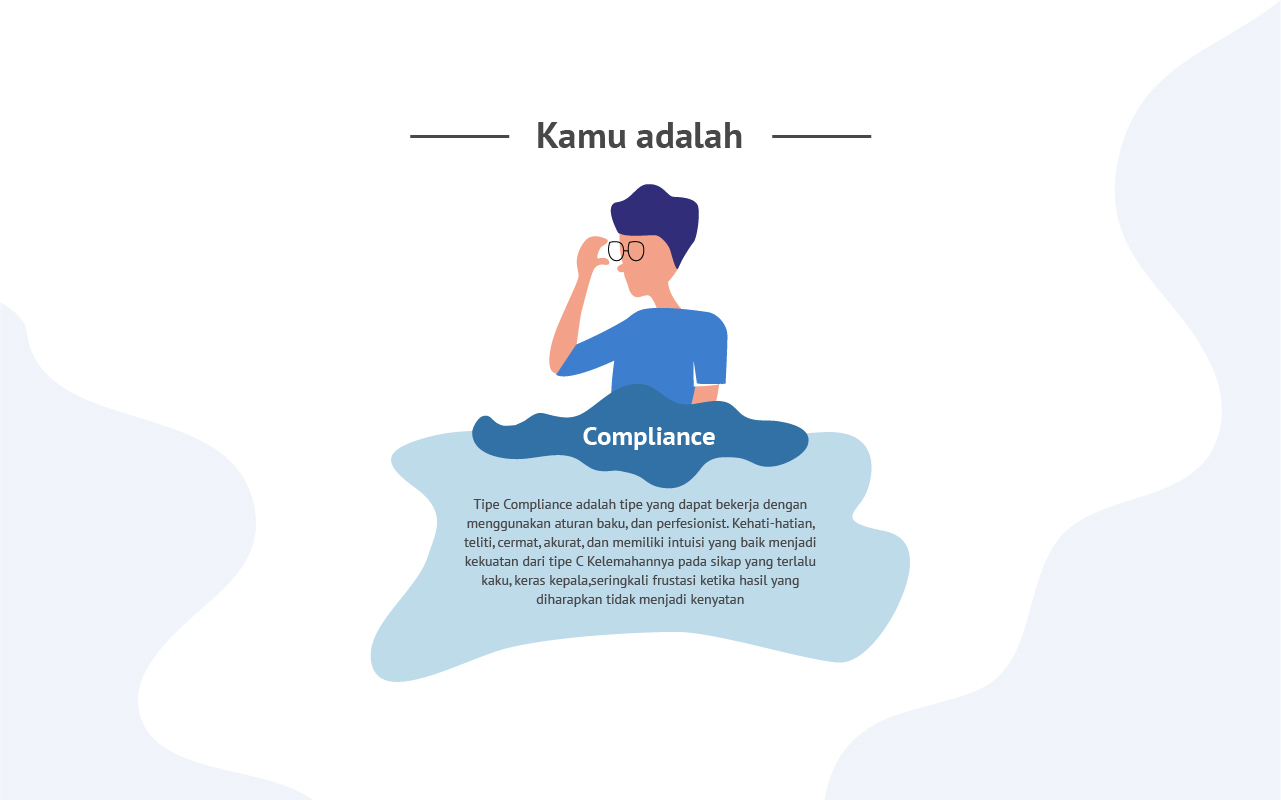 Kamu adalah
Compliance
Tipe Compliance adalah tipe yang dapat bekerja dengan
menggunakan aturan baku, dan perfesionist. Kehati-hatian,
teliti, cermat, akurat, dan memiliki intuisi yang baik menjadi
kekuatan dari tipe C Kelemahannya pada sikap yang terlalu
kaku, keras kepala,seringkali frustasi ketika hasil yang
diharapkan tidak menjadi kenyatan